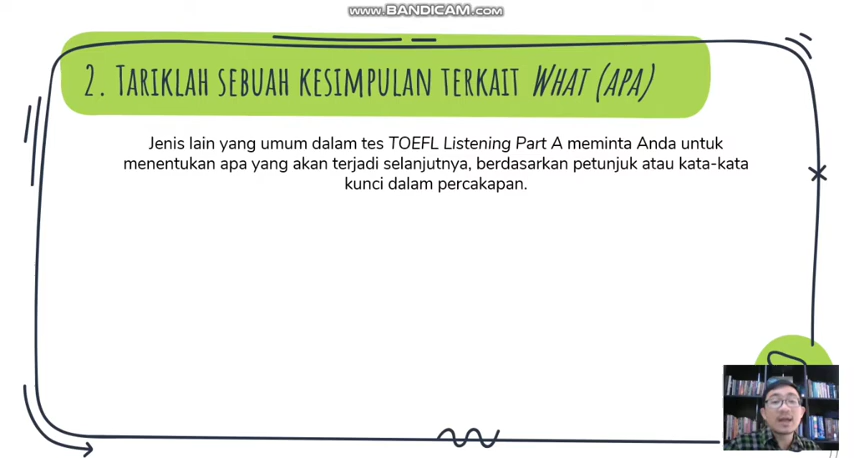 www.BANDICAM.com
2. Tariklah sebuah kesimpulan terkait What (apa)
Jenis lain yang umum dalam tes TOEFL Listening Part A meminta Anda untuk
menentukan apa yang akan terjadi selanjutnya, berdasarkan petunjuk atau kata-kata
kunci dalam percakapan.